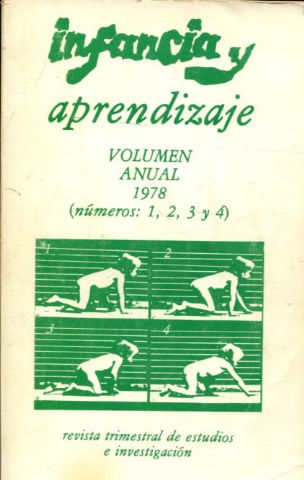 infancia y
aprendizaje
VOLUMEN
ANUAL
1978
(números: 1, 2, 3 y 4)
1
2
3
4
revista trimestral de estudios
e investigación